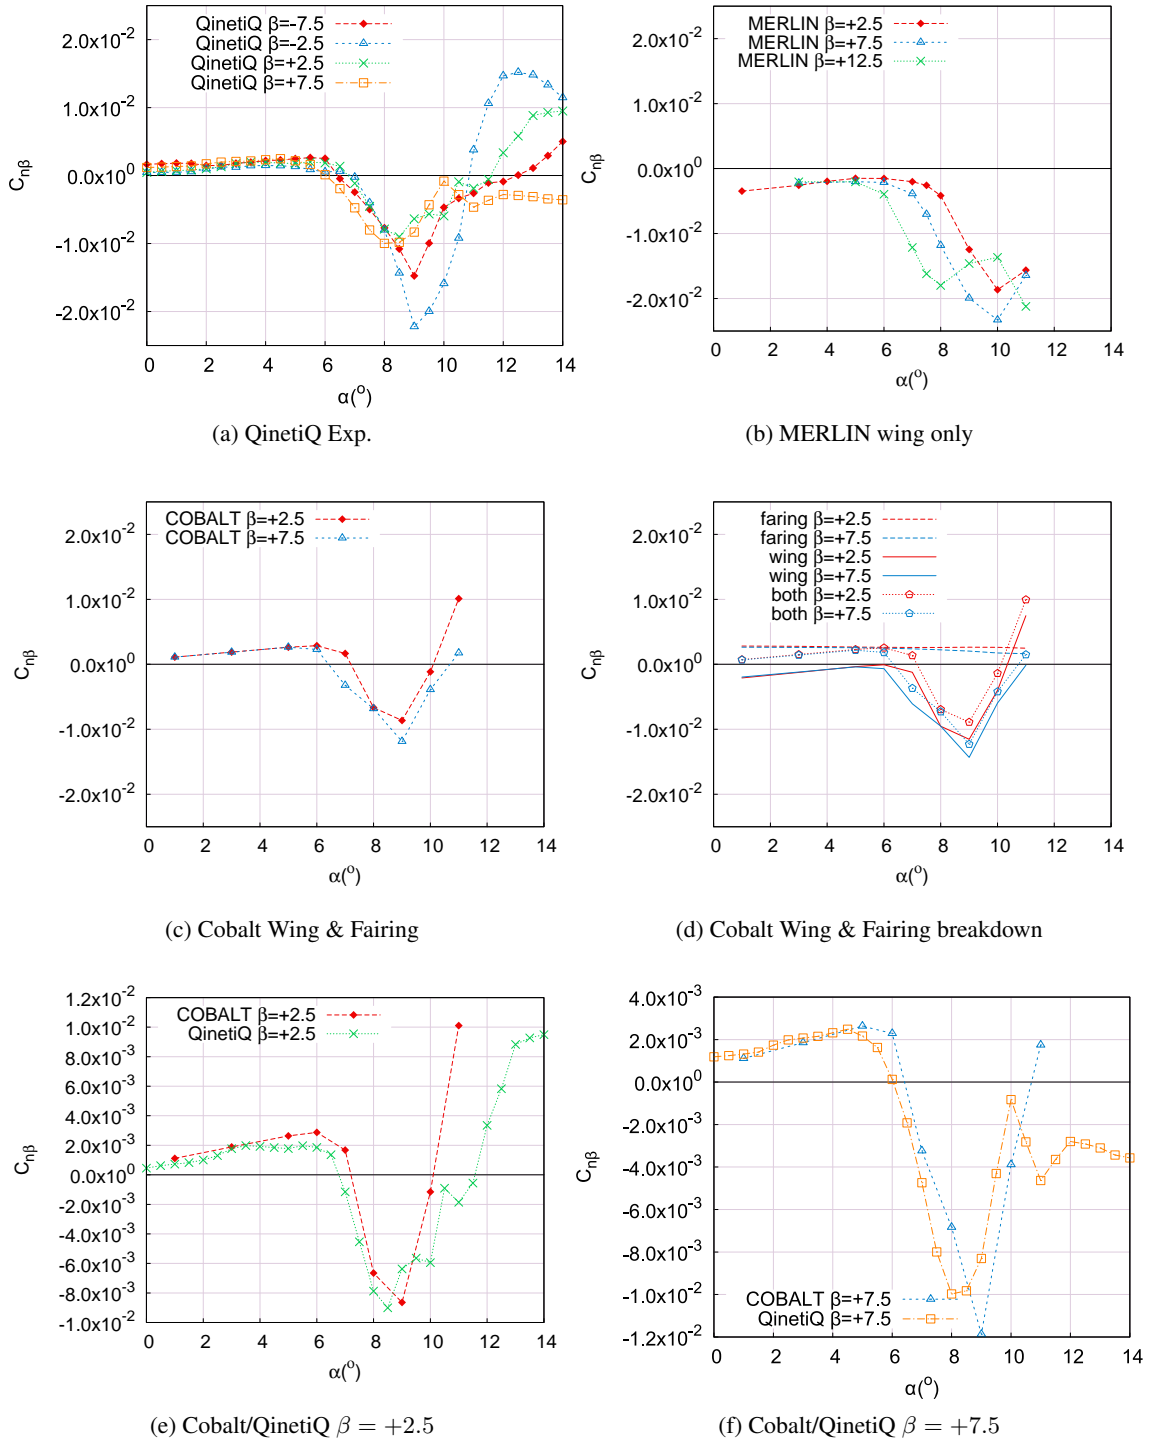 QinetiQ β=-7.5
QinetiQ β=-2.5
QinetiQ β=+2.5
QinetiQ β=+7.5
2.0x10⁻²
1.0x10⁻²
0.0x10⁰
-1.0x10⁻²
-2.0x10⁻²
Cnβ
0 2 4 6 8 10 12 14
α(º)
(a) QinetiQ Exp.
MERLIN β=+2.5
MERLIN β=+7.5
MERLIN β=+12.5
2.0x10⁻²
1.0x10⁻²
0.0x10⁰
-1.0x10⁻²
-2.0x10⁻²
Cnβ
0 2 4 6 8 10 12 14
α(º)
(b) MERLIN wing only
COBALT β=+2.5
COBALT β=+7.5
2.0x10⁻²
1.0x10⁻²
0.0x10⁰
-1.0x10⁻²
-2.0x10⁻²
Cnβ
0 2 4 6 8 10 12 14
α(º)
(c) Cobalt Wing & Fairing
faring β=+2.5
faring β=+7.5
wing β=+2.5
wing β=+7.5
both β=+2.5
both β=+7.5
2.0x10⁻²
1.0x10⁻²
0.0x10⁰
-1.0x10⁻²
-2.0x10⁻²
Cnβ
0 2 4 6 8 10 12 14
α(º)
(d) Cobalt Wing & Fairing breakdown
COBALT β=+2.5
QinetiQ β=+2.5
1.2x10⁻²
1.0x10⁻²
8.0x10⁻³
6.0x10⁻³
4.0x10⁻³
2.0x10⁻³
0.0x10⁰
-2.0x10⁻³
-4.0x10⁻³
-6.0x10⁻³
-8.0x10⁻³
-1.0x10⁻²
Cnβ
0 2 4 6 8 10 12 14
α(º)
(e) Cobalt/QinetiQ β = +2.5
4.0x10⁻³
2.0x10⁻³
0.0x10⁰
-2.0x10⁻³
-4.0x10⁻³
-6.0x10⁻³
-8.0x10⁻³
-1.0x10⁻²
-1.2x10⁻²
Cnβ
COBALT β=+7.5
QinetiQ β=+7.5
0 2 4 6 8 10 12 14
α(º)
(f) Cobalt/QinetiQ β = +7.5